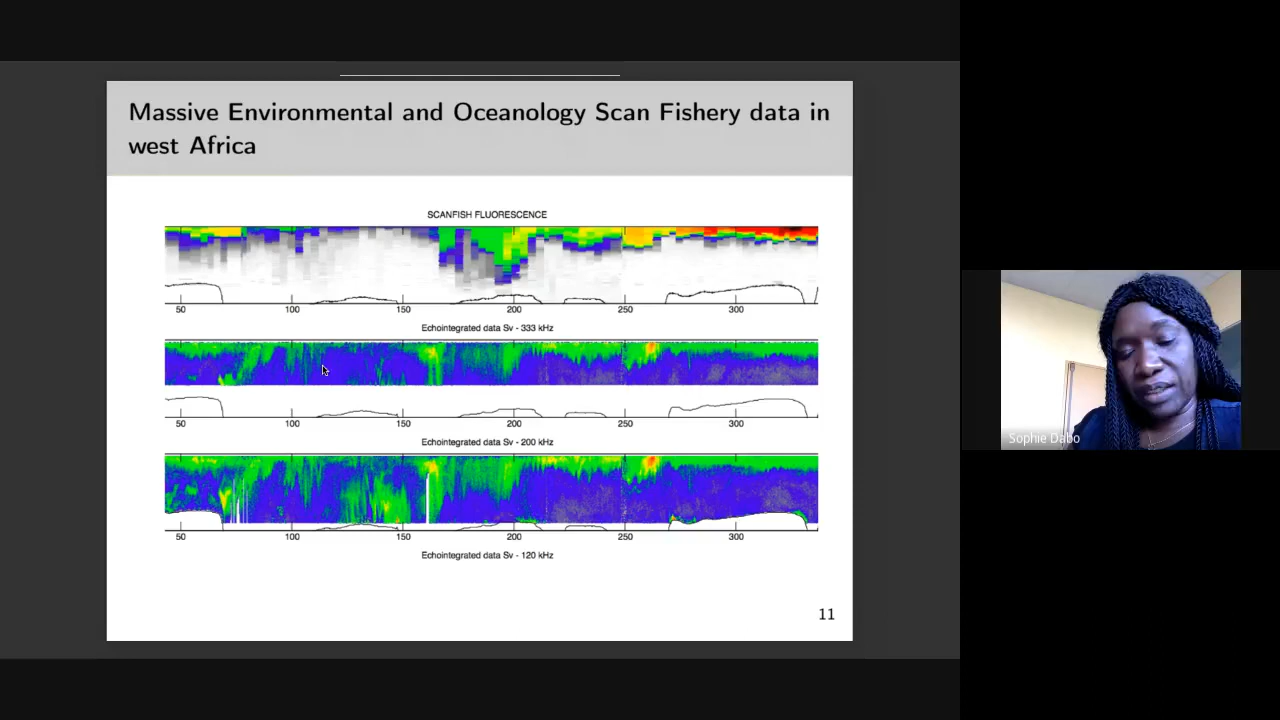 Massive Environmental and Oceanology Scan Fishery data in
west Africa
SCANFISH FLUORESCENCE
50 100 150 200 250 300
Echointegrated data Sv - 333 kHz
50 100 150 200 250 300
Echointegrated data Sv - 200 kHz
50 100 150 200 250 300
Echointegrated data Sv - 120 kHz
11
Sophie Dabo